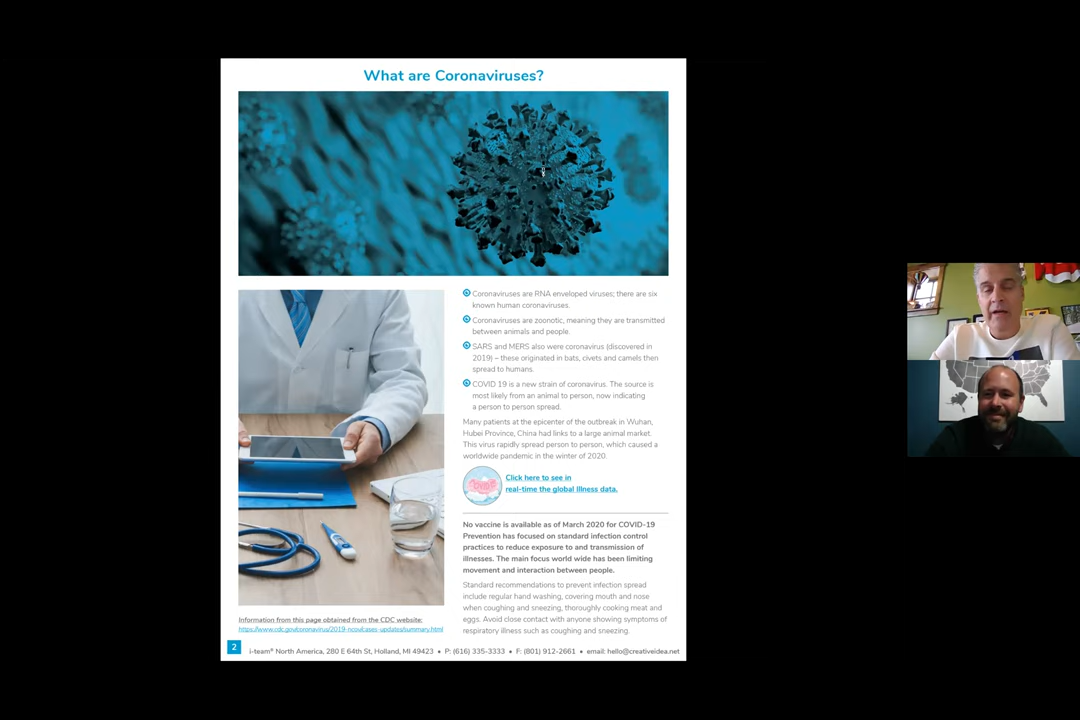 What are Coronaviruses?
Coronaviruses are RNA enveloped viruses; there are six
known human coronaviruses.
Coronaviruses are zoonotic, meaning they are transmitted
between animals and people.
SARS and MERS also were coronavirus (discovered in
2019) – these originated in bats, civets and camels then
spread to humans.
COVID 19 is a new strain of coronavirus. The source is
most likely from an animal to person, now indicating
a person to person spread.
Many patients at the epicenter of the outbreak in Wuhan,
Hubei Province, China had links to a large animal market.
This virus rapidly spread person to person, which caused a
worldwide pandemic in the winter of 2020.
Click here to see in
real-time the global Illness data.
No vaccine is available as of March 2020 for COVID-19
Prevention has focused on standard infection control
practices to reduce exposure to and transmission of
illnesses. The main focus world wide has been limiting
movement and interaction between people.
Standard recommendations to prevent infection spread
include regular hand washing, covering mouth and nose
when coughing and sneezing, thoroughly cooking meat and
eggs. Avoid close contact with anyone showing symptoms of
respiratory illness such as coughing and sneezing.
Information from this page obtained from the CDC website:
https://www.cdc.gov/coronavirus/2019-ncov/cases-updates/summary.html
2
i-team® North America, 280 E 64th St, Holland, MI 49423 • P: (616) 335-3333 • F: (801) 912-2661 • email: hello@creativeidea.net